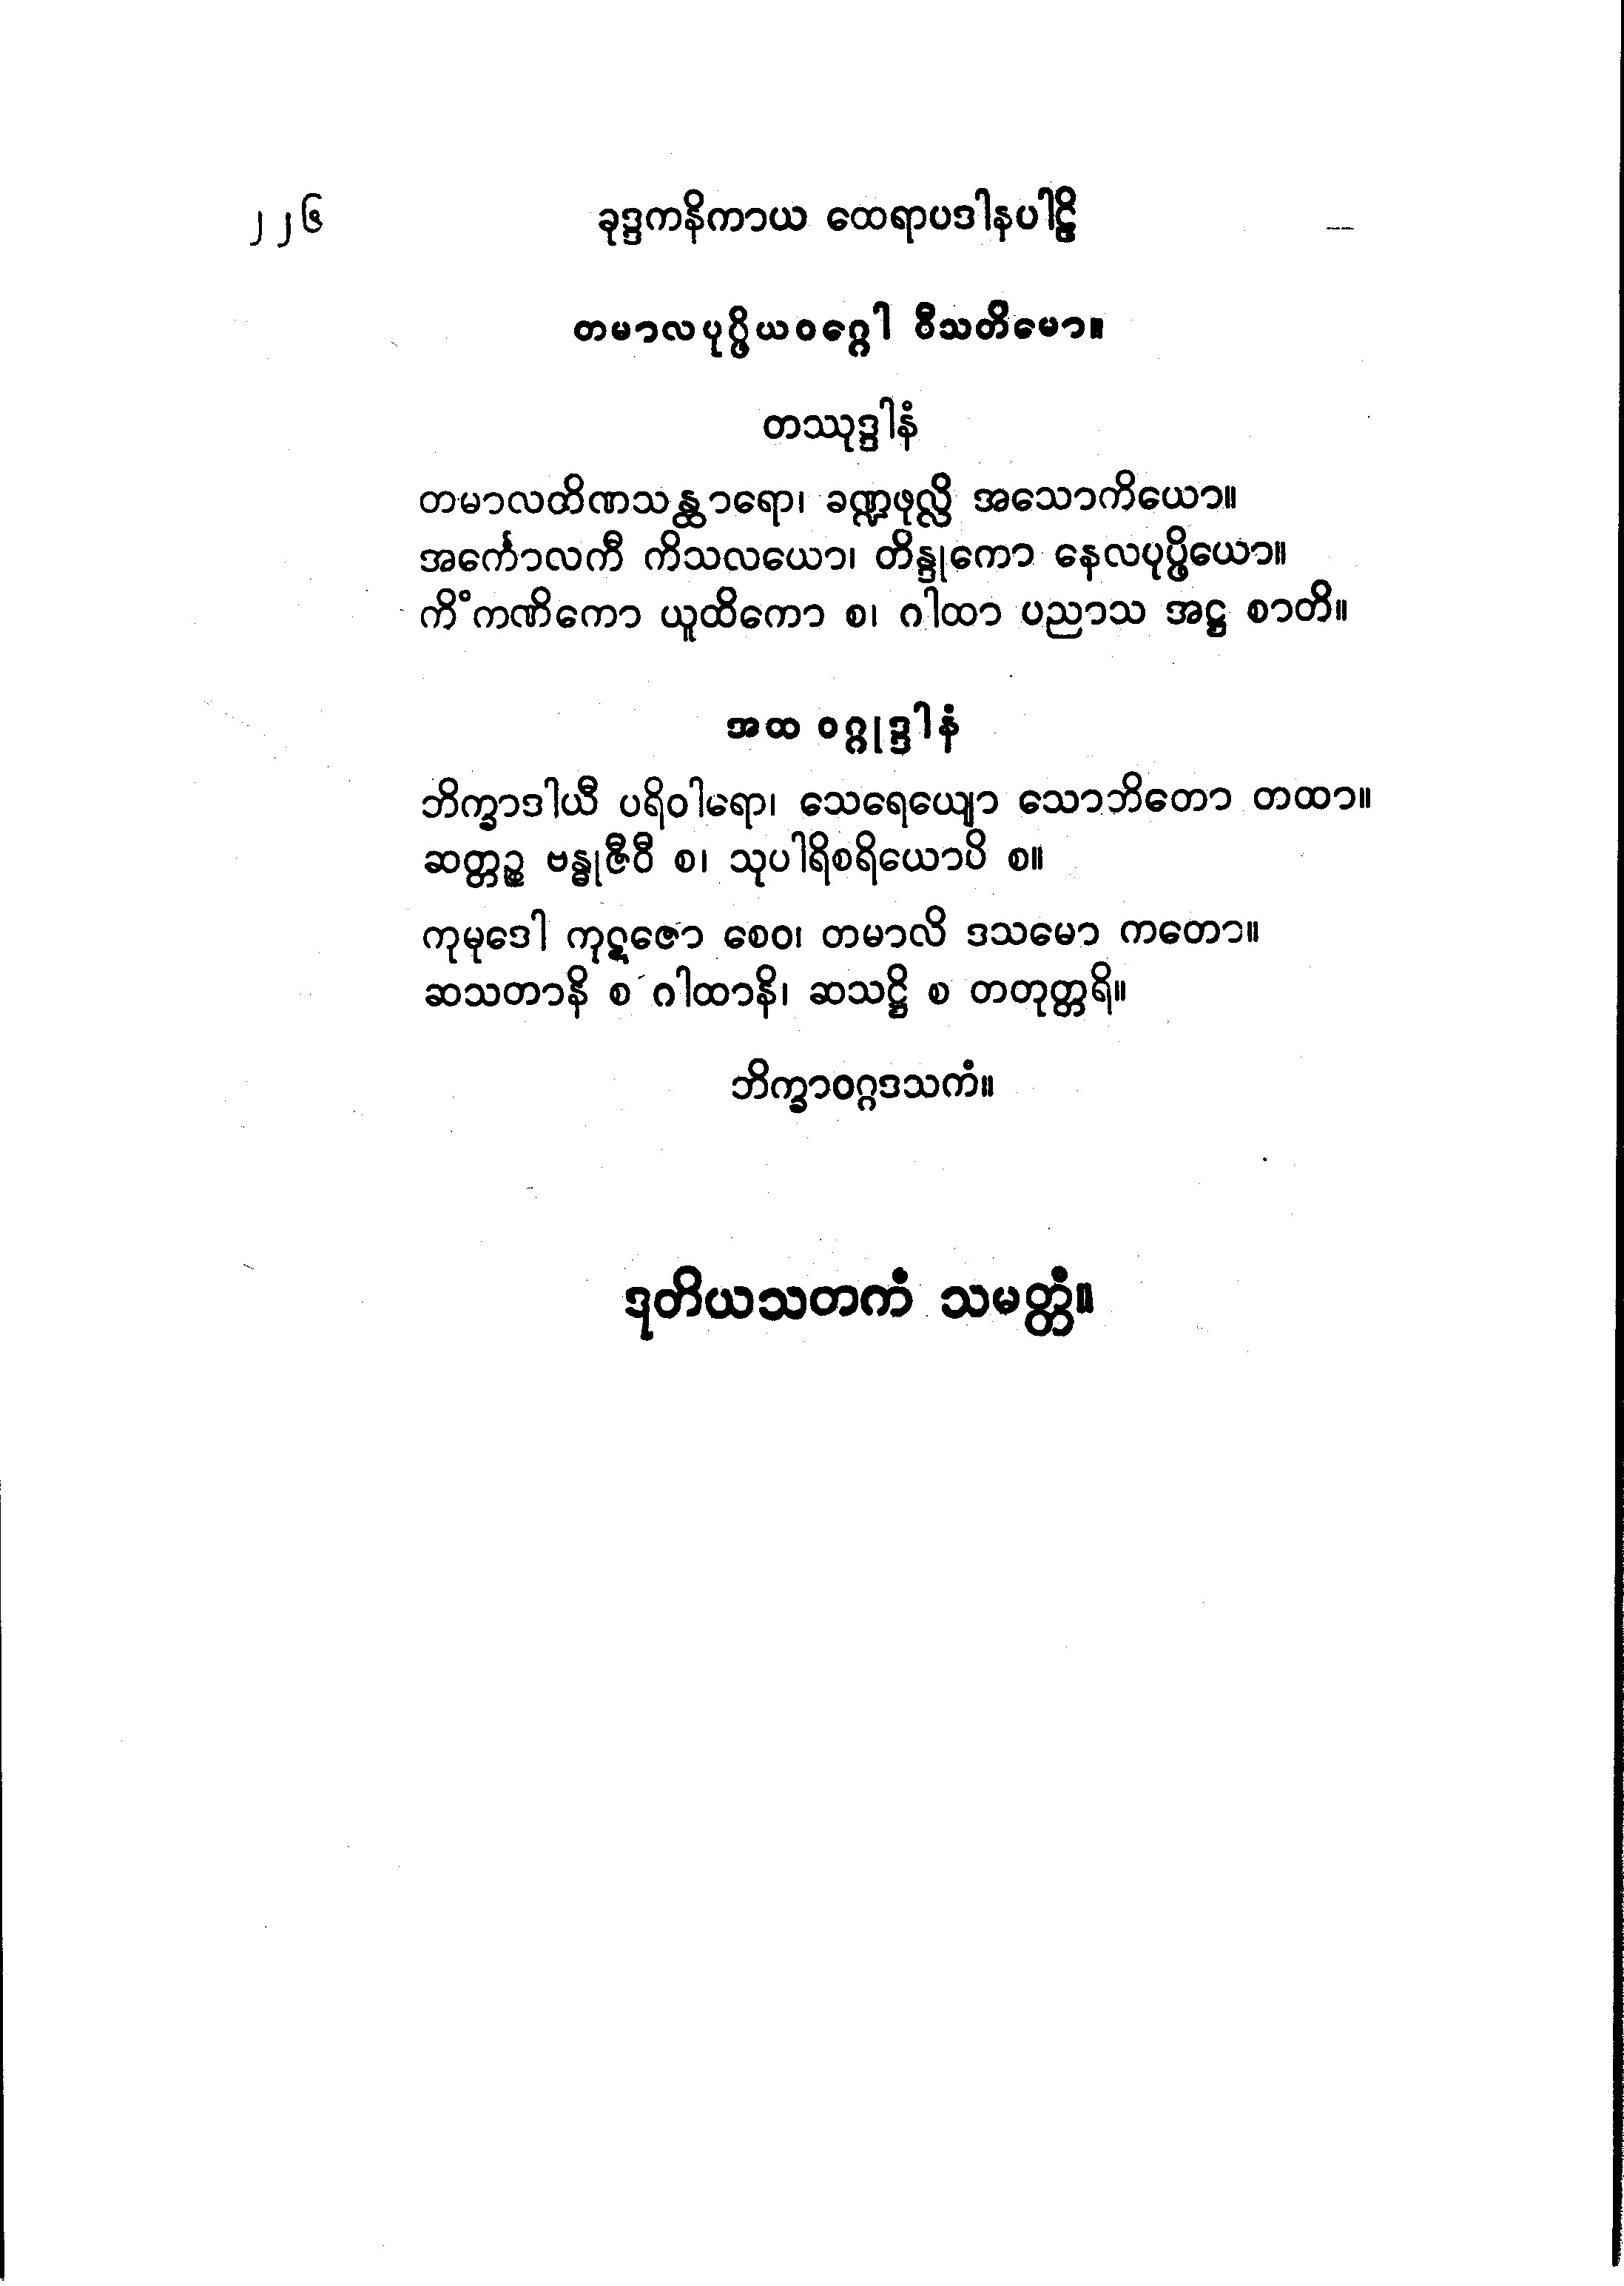 ၂၂၆ ခုဒ္ဒကနိကာယ ထေရာပဒါနပါဠိ
တမာလပုပ္ဖိယဝဂ္ဂေါ ဝီသတိမော။
တဿုဒ္ဒါနံ
တမာလတိဏသန္ထာရော၊ ခဏ္ဍဖုလ္လိ အသောကိယော။
အင်္ကောလကီ ကိသလယော၊ တိန္ဒုကော နေလပုပ္ဖိယော။
ကိံကဏိကော ယူထိကော စ၊ ဂါထာ ပညာသ အဋ္ဌ စာတိ။
အထ ဝဂ္ဂုဒ္ဒါနံ
ဘိက္ခာဒါယီ ပရိဝါရော၊ သေရေယျော သောဘိတော တထာ။
ဆတ္တဉ္စ ဗန္ဓုဇီဝီ စ၊ သုပါရိစရိယောပိ စ။
ကုမုဒေါ ကုဋဇော စေဝ၊ တမာလိ ဒသမော ကတော။
ဆသတာနိ စ ဂါထာနိ၊ ဆသဋ္ဌိ စ တတုတ္တရိ။
ဘိက္ခာဝဂ္ဂဒသကံ။
ဒုတိယသတကံ သမတ္တံ။